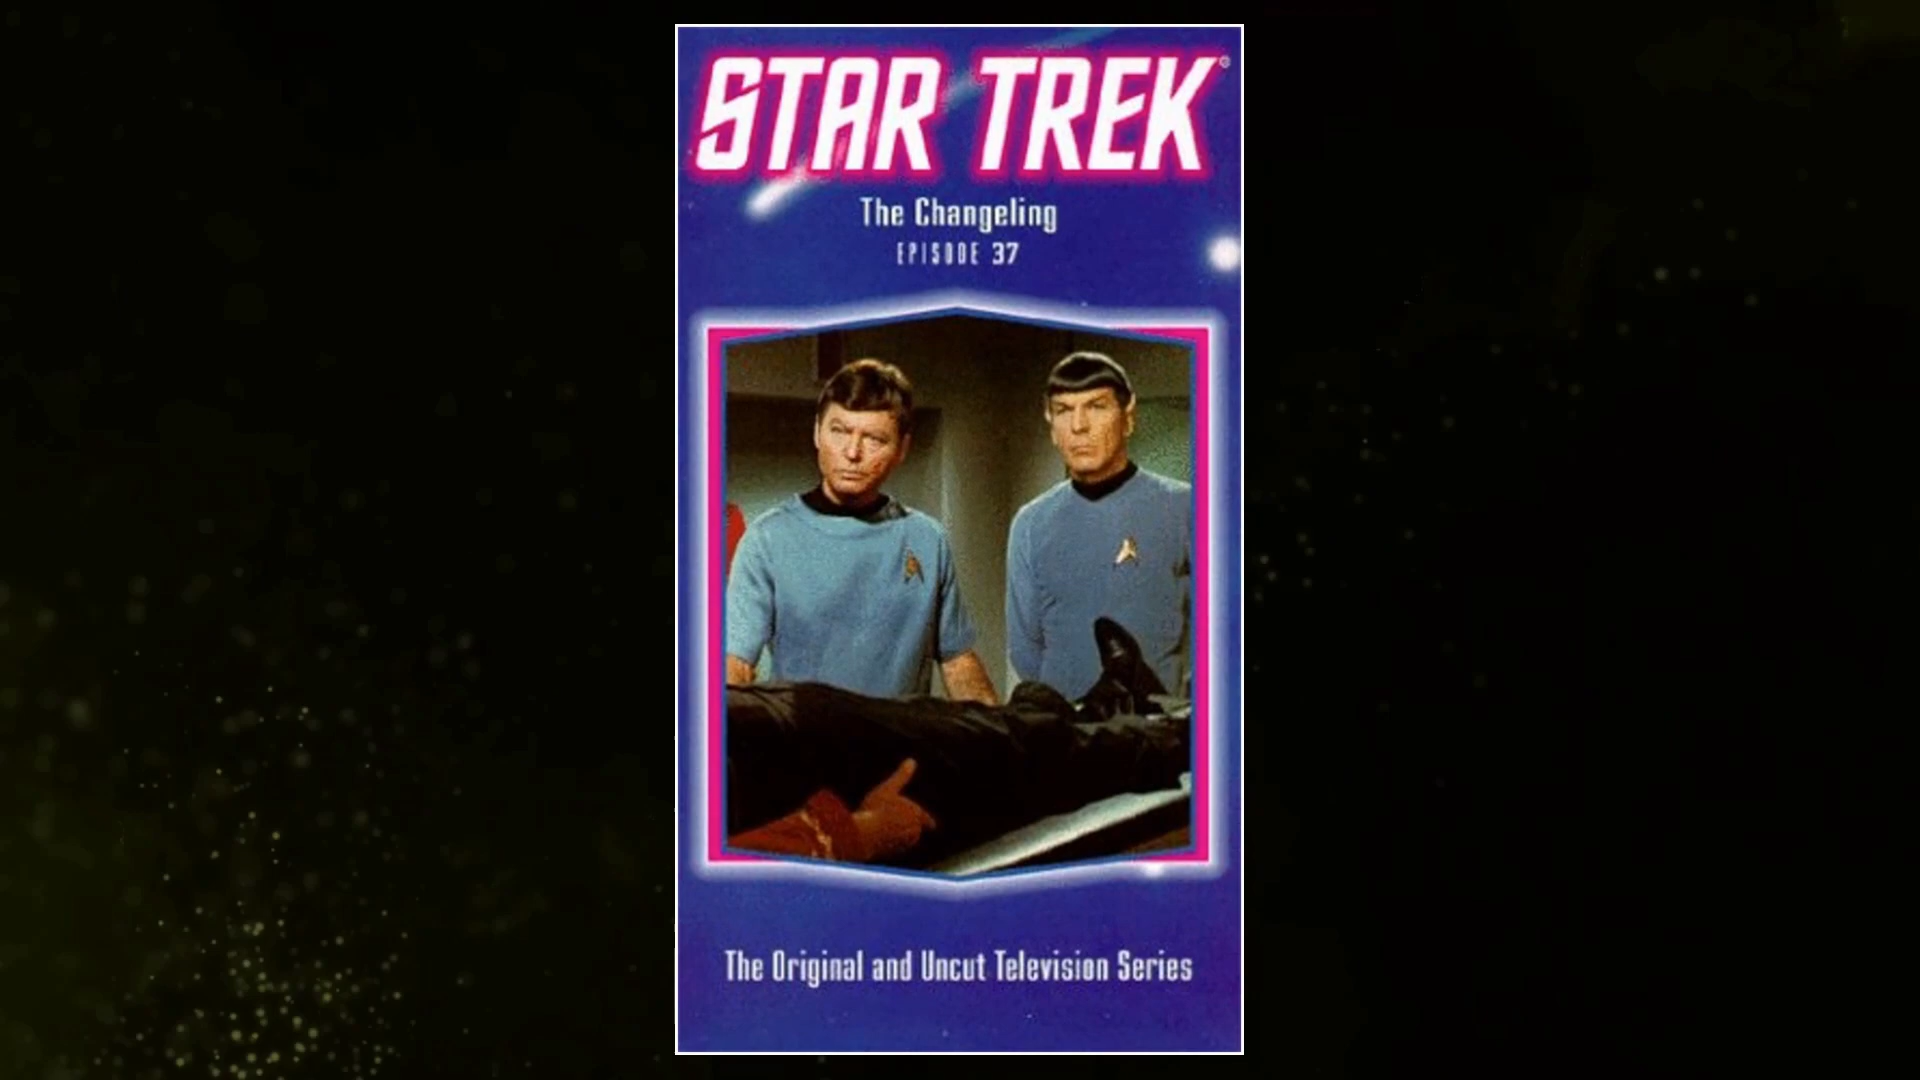 STAR TREK®
The Changeling
EPISODE 37
The Original and Uncut Television Series